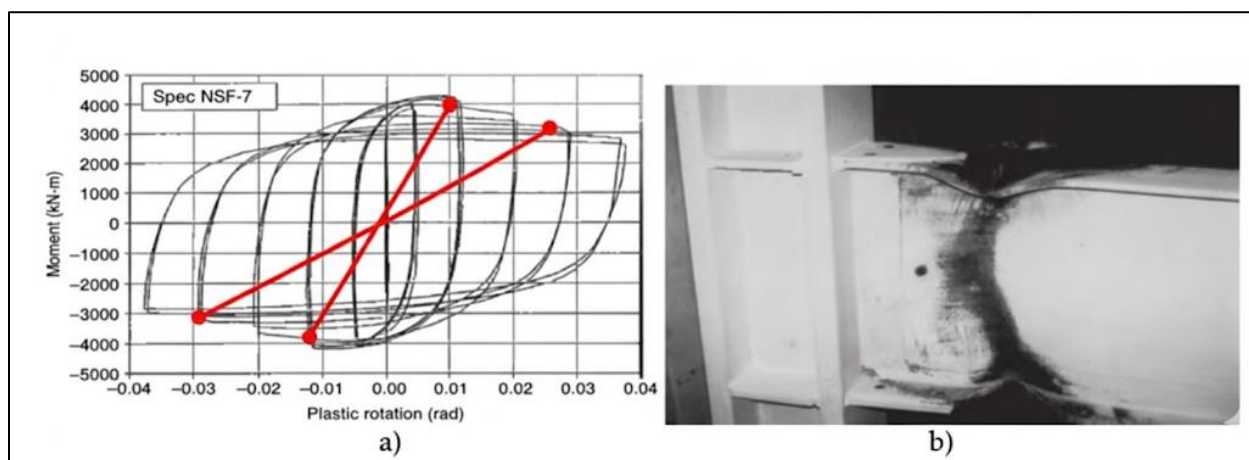 Spec NSF-7
Moment (kN-m)
5000
4000
3000
2000
1000
0
−1000
−2000
−3000
−4000
−5000
−0.04 −0.03 −0.02 −0.01 0.00 0.01 0.02 0.03 0.04
Plastic rotation (rad)
a)
b)